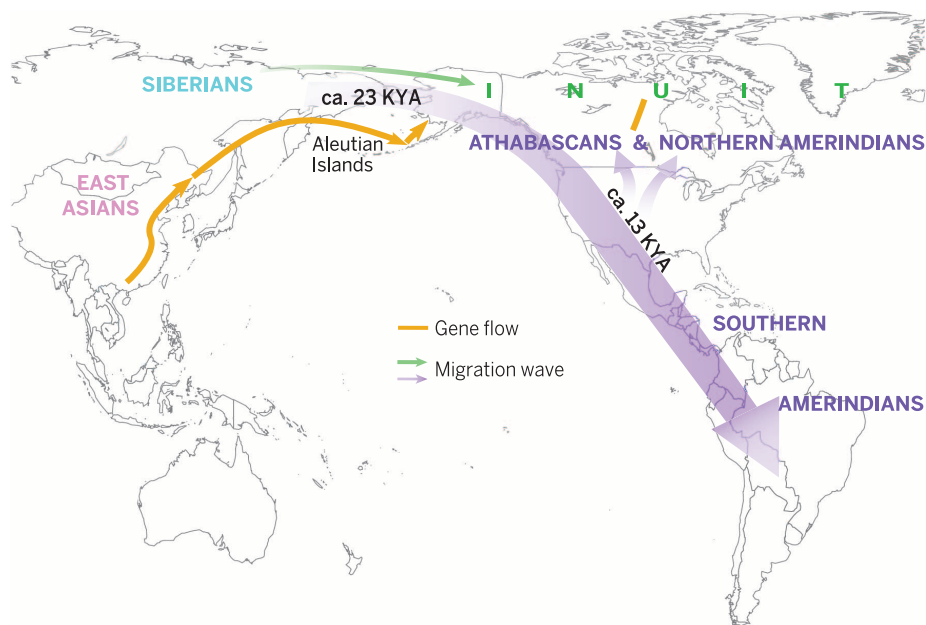 SIBERIANS
I N U I T
ca. 23 KYA
Aleutian
Islands
ATHABASCANS & NORTHERN AMERINDIANS
EAST
ASIANS
ca. 13 KYA
SOUTHERN
Gene flow
Migration wave
AMERINDIANS